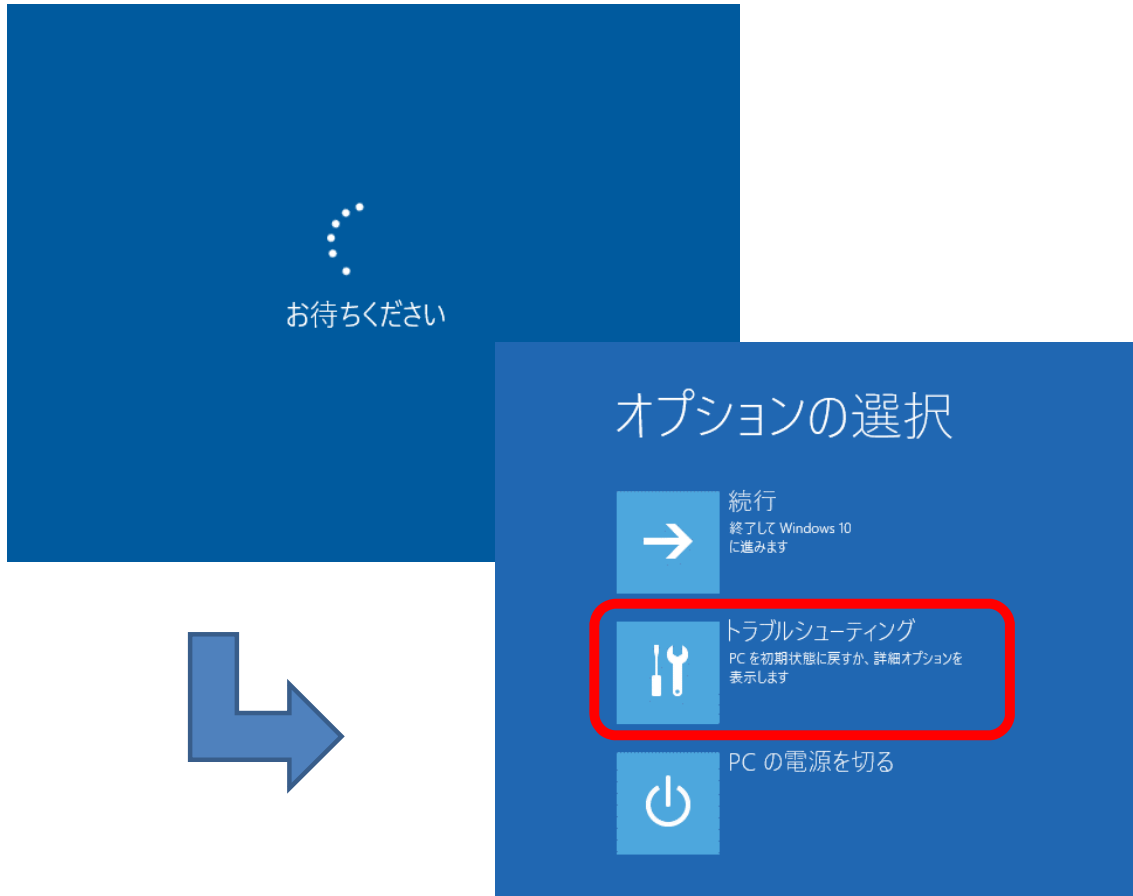 お待ちください
オプションの選択
続行
終了して Windows 10
に進みます
トラブルシューティング
PC を初期状態に戻すか、詳細オプションを
表示します
PC の電源を切る